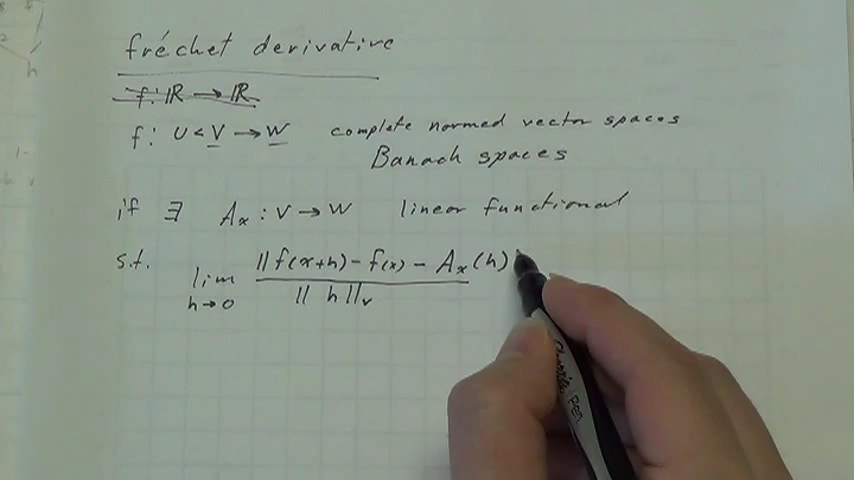 fréchet derivative
f: ℝ → ℝ
f: U < V → W complete normed vector spaces
Banach spaces
if ∃ Aₓ : V → W linear functional
s.t. lim h→0 || f(x+h) - f(x) - Aₓ(h) / || h ||ᵥ